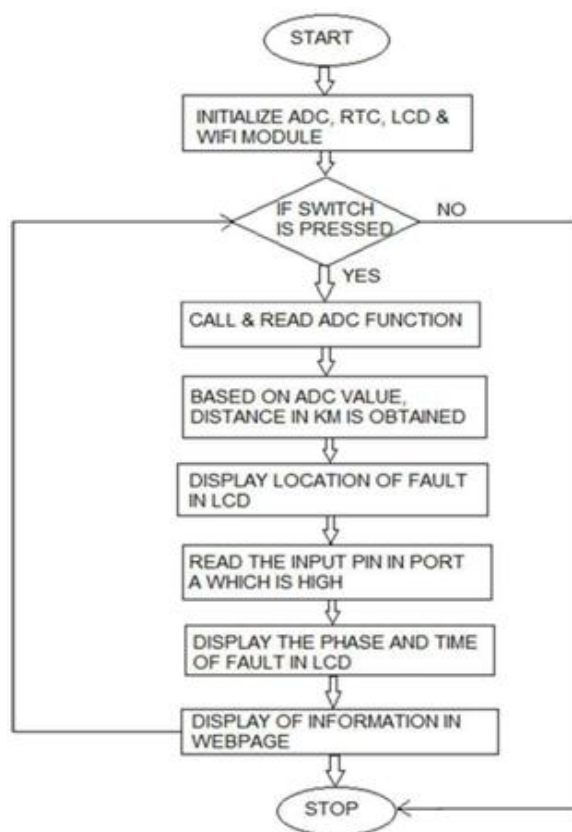 START
INITIALIZE ADC, RTC, LCD &
WIFI MODULE
IF SWITCH
IS PRESSED
NO
YES
CALL & READ ADC FUNCTION
BASED ON ADC VALUE,
DISTANCE IN KM IS OBTAINED
DISPLAY LOCATION OF FAULT
IN LCD
READ THE INPUT PIN IN PORT
A WHICH IS HIGH
DISPLAY THE PHASE AND TIME
OF FAULT IN LCD
DISPLAY OF INFORMATION IN
WEBPAGE
STOP